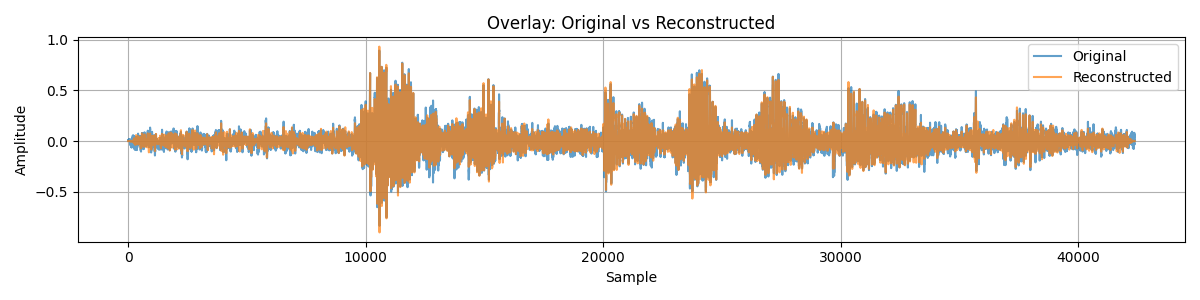 Overlay: Original vs Reconstructed
1.0
0.5
0.0
−0.5
Amplitude
Original
Reconstructed
0
10000
20000
30000
40000
Sample